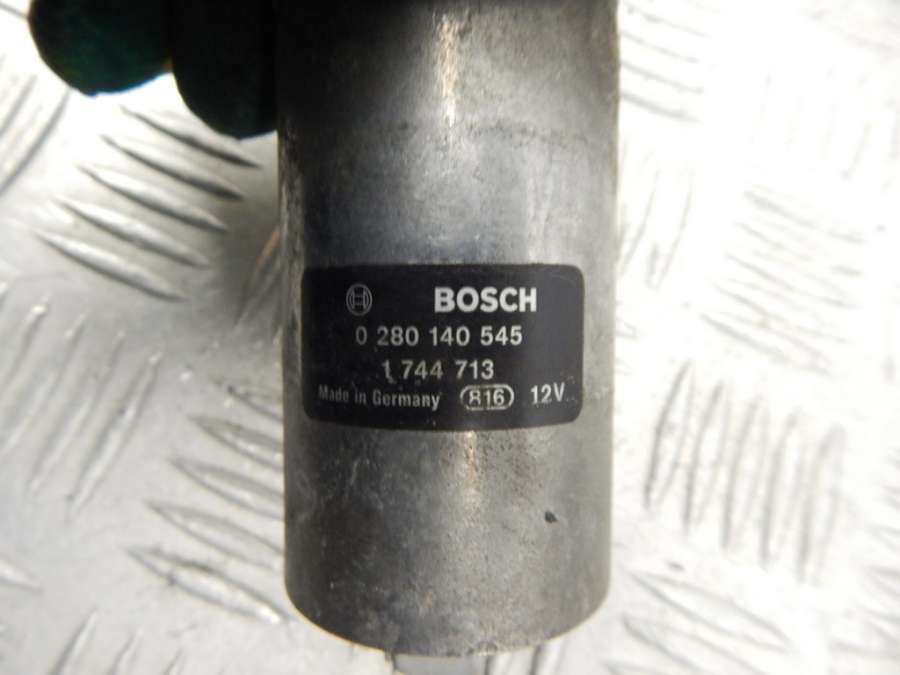 BOSCH
0 280 140 545
1 744 713
Made in Germany 816 12V